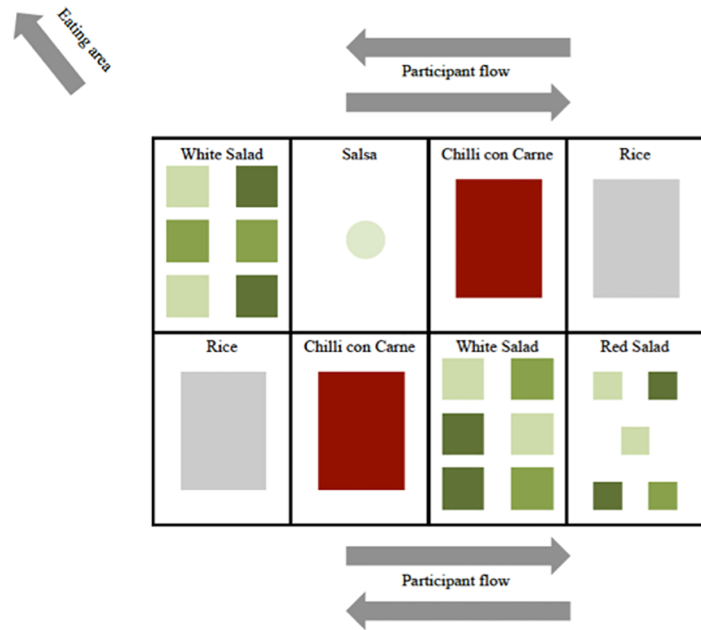 Eating area
Participant flow
White Salad
Salsa
Chilli con Carne
Rice
Rice
Chilli con Carne
White Salad
Red Salad
Participant flow